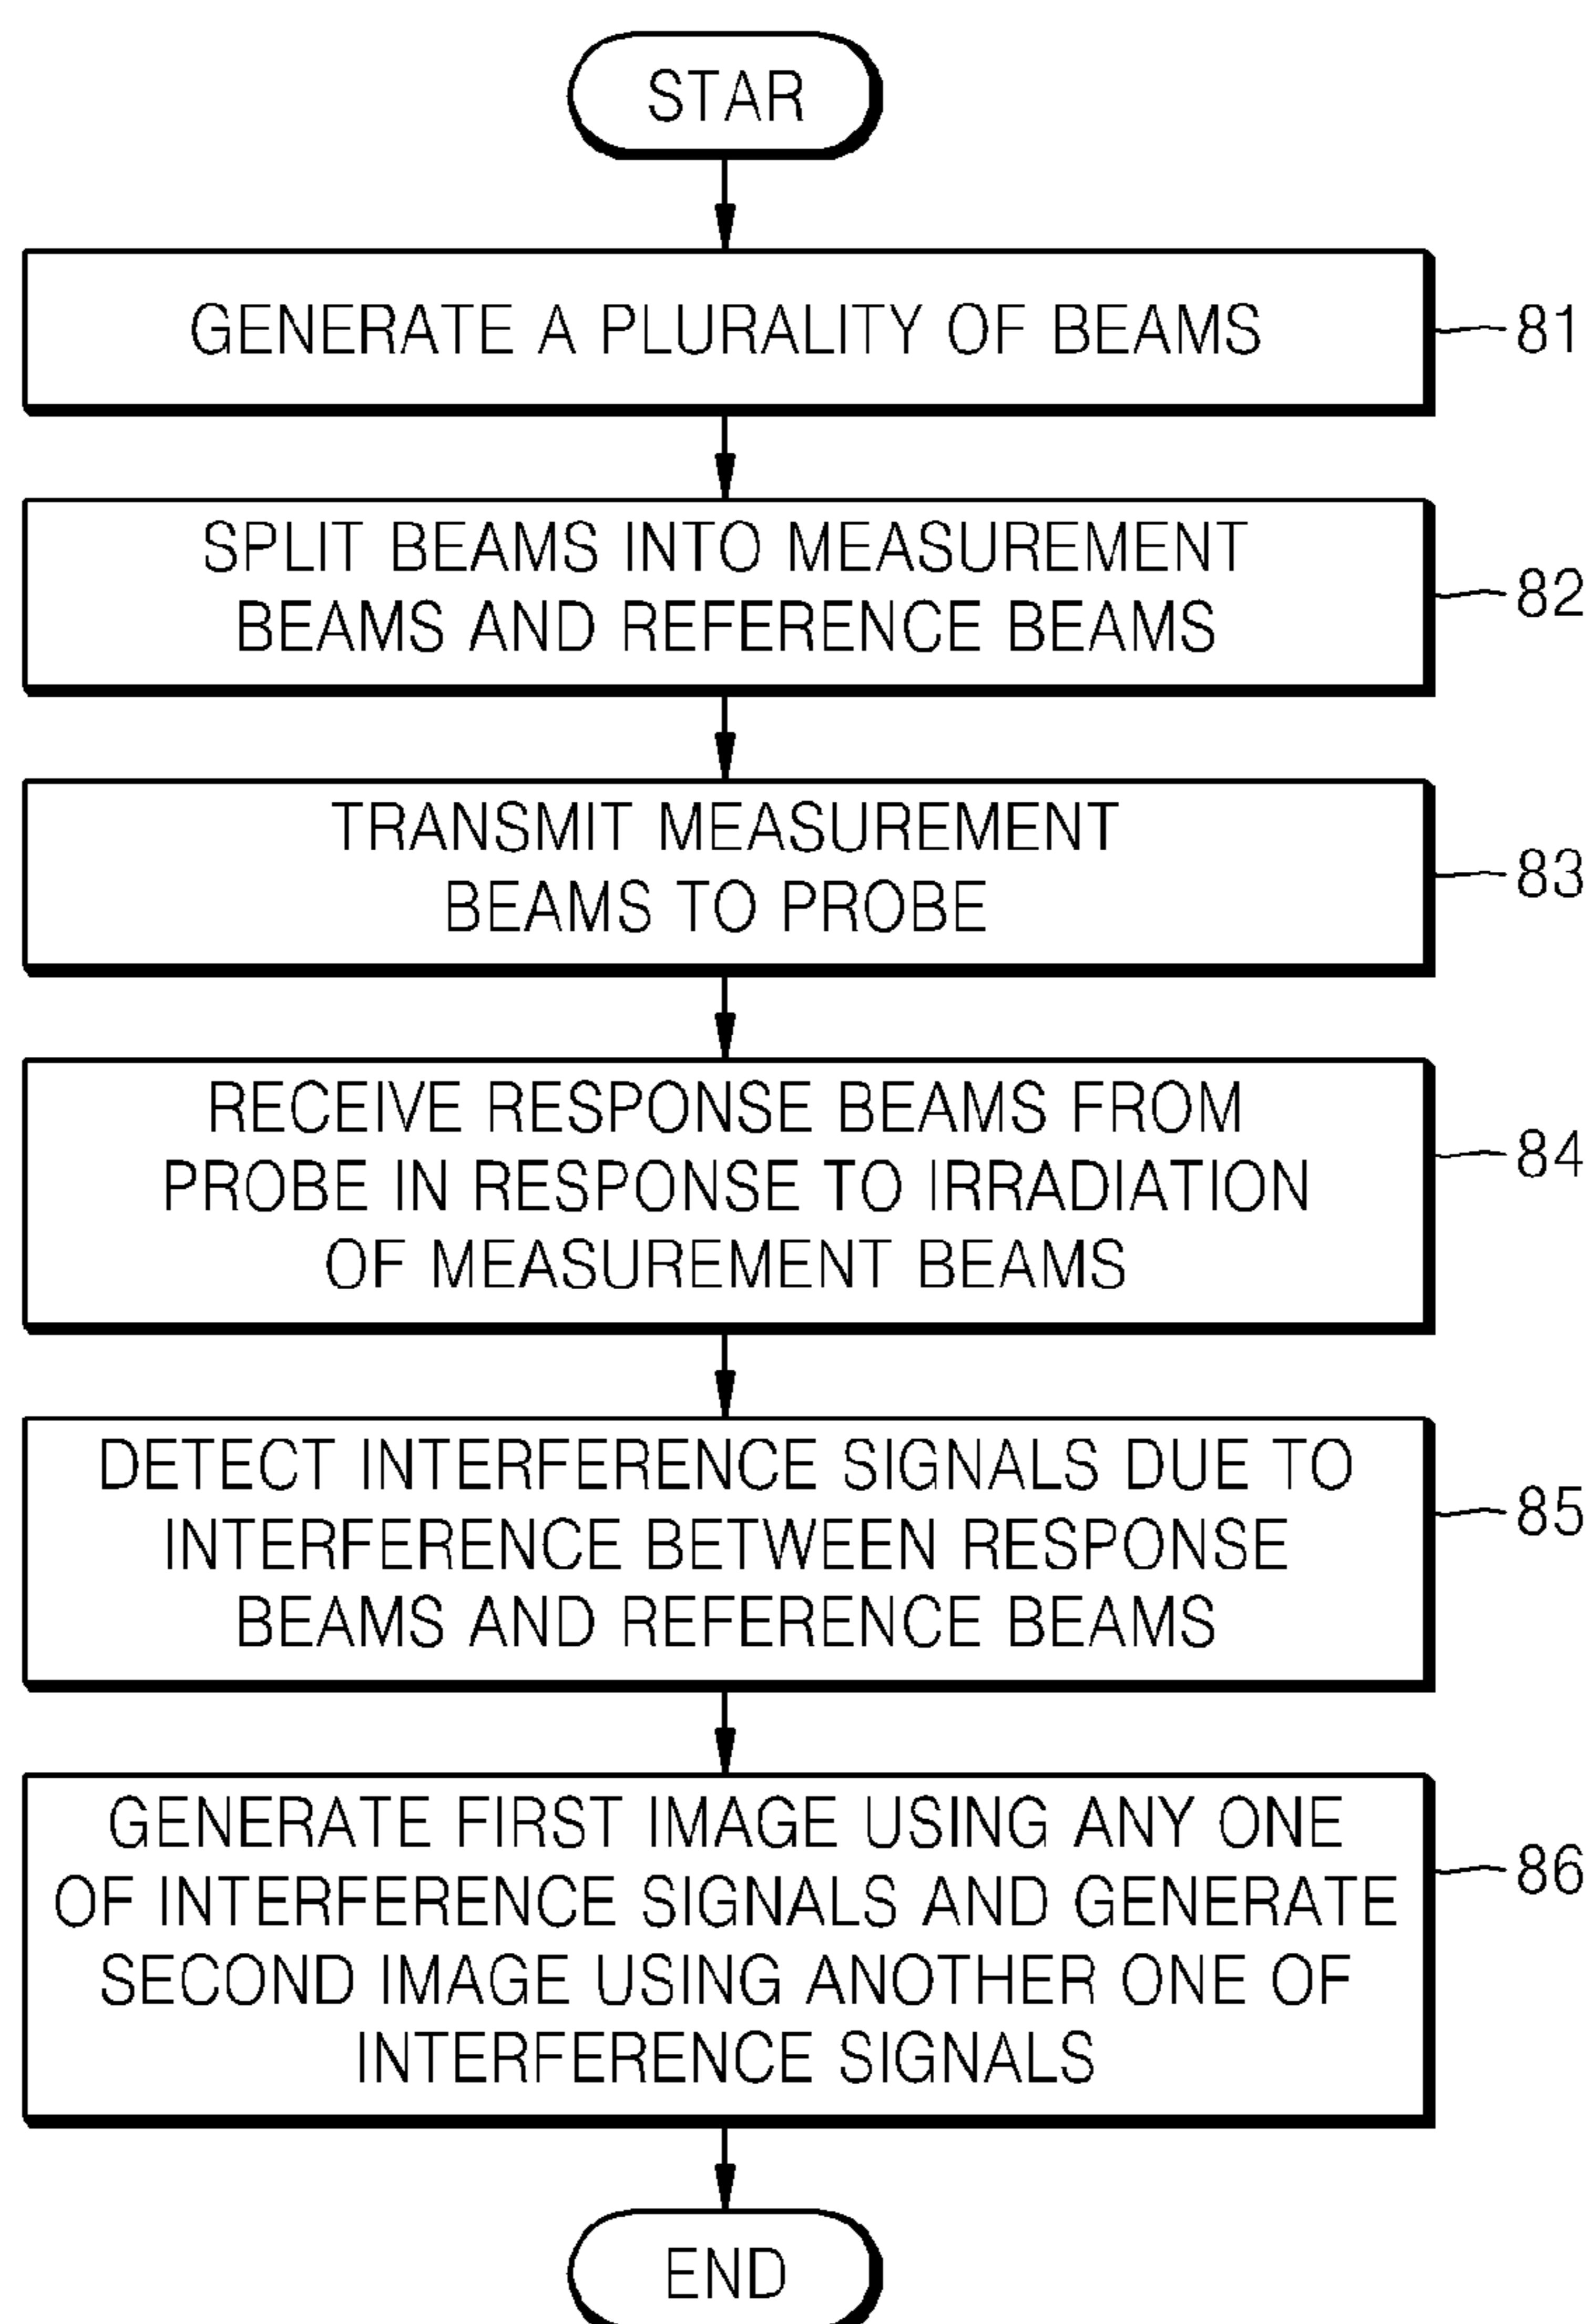 STAR
GENERATE A PLURALITY OF BEAMS
81
SPLIT BEAMS INTO MEASUREMENT
BEAMS AND REFERENCE BEAMS
82
TRANSMIT MEASUREMENT
BEAMS TO PROBE
83
RECEIVE RESPONSE BEAMS FROM
PROBE IN RESPONSE TO IRRADIATION
OF MEASUREMENT BEAMS
84
DETECT INTERFERENCE SIGNALS DUE TO
INTERFERENCE BETWEEN RESPONSE
BEAMS AND REFERENCE BEAMS
85
GENERATE FIRST IMAGE USING ANY ONE
OF INTERFERENCE SIGNALS AND GENERATE
SECOND IMAGE USING ANOTHER ONE OF
INTERFERENCE SIGNALS
86
END